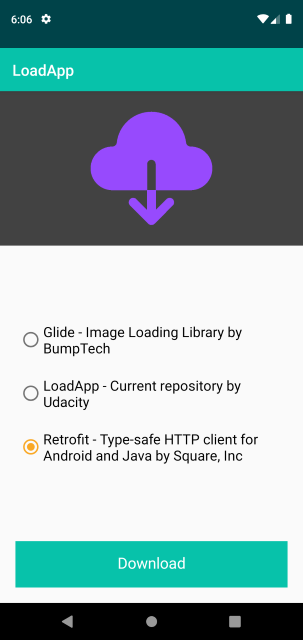 6:06
LoadApp
Glide - Image Loading Library by
BumpTech
LoadApp - Current repository by
Udacity
Retrofit - Type-safe HTTP client for
Android and Java by Square, Inc
Download